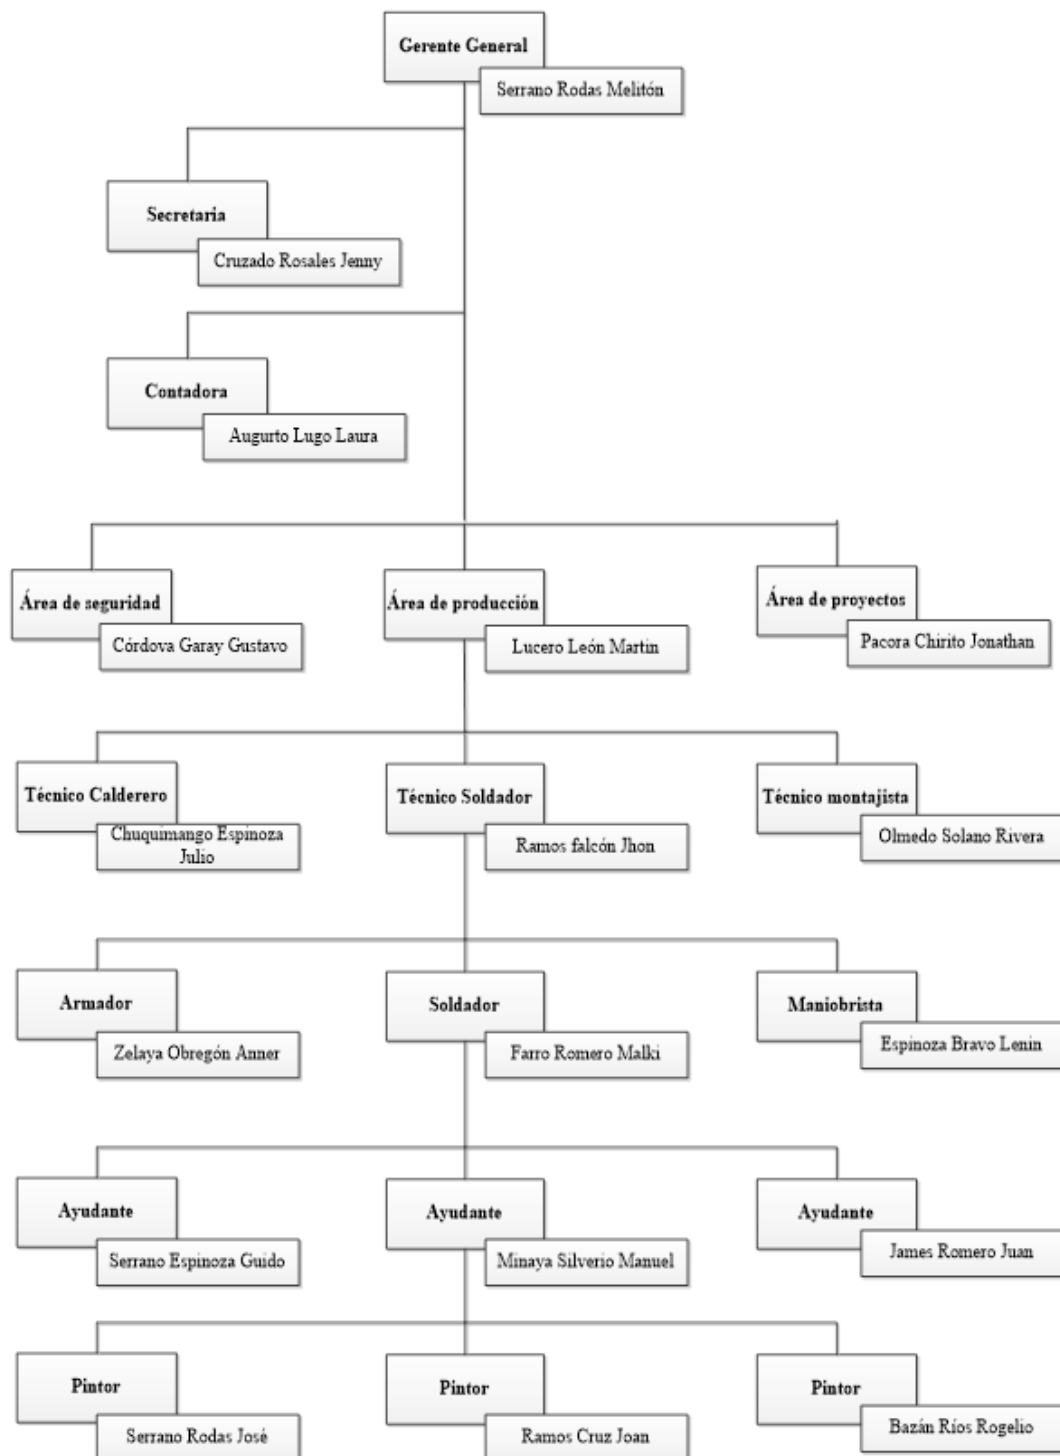 Gerente General
Serrano Rodas Melitón
Secretaria
Cruzado Rosales Jenny
Contadora
Augurto Lugo Laura
Área de seguridad
Córdova Garay Gustavo
Área de producción
Lucero León Martin
Área de proyectos
Pacora Chirito Jonathan
Técnico Calderero
Chuquimango Espinoza
Julio
Técnico Soldador
Ramos falcón Jhon
Técnico montajista
Olmedo Solano Rivera
Armador
Zelaya Obregón Anner
Soldador
Farro Romero Malki
Maniobrista
Espinoza Bravo Lenin
Ayudante
Serrano Espinoza Guido
Ayudante
Minaya Silverio Manuel
Ayudante
James Romero Juan
Pintor
Serrano Rodas José
Pintor
Ramos Cruz Joan
Pintor
Bazán Ríos Rogelio